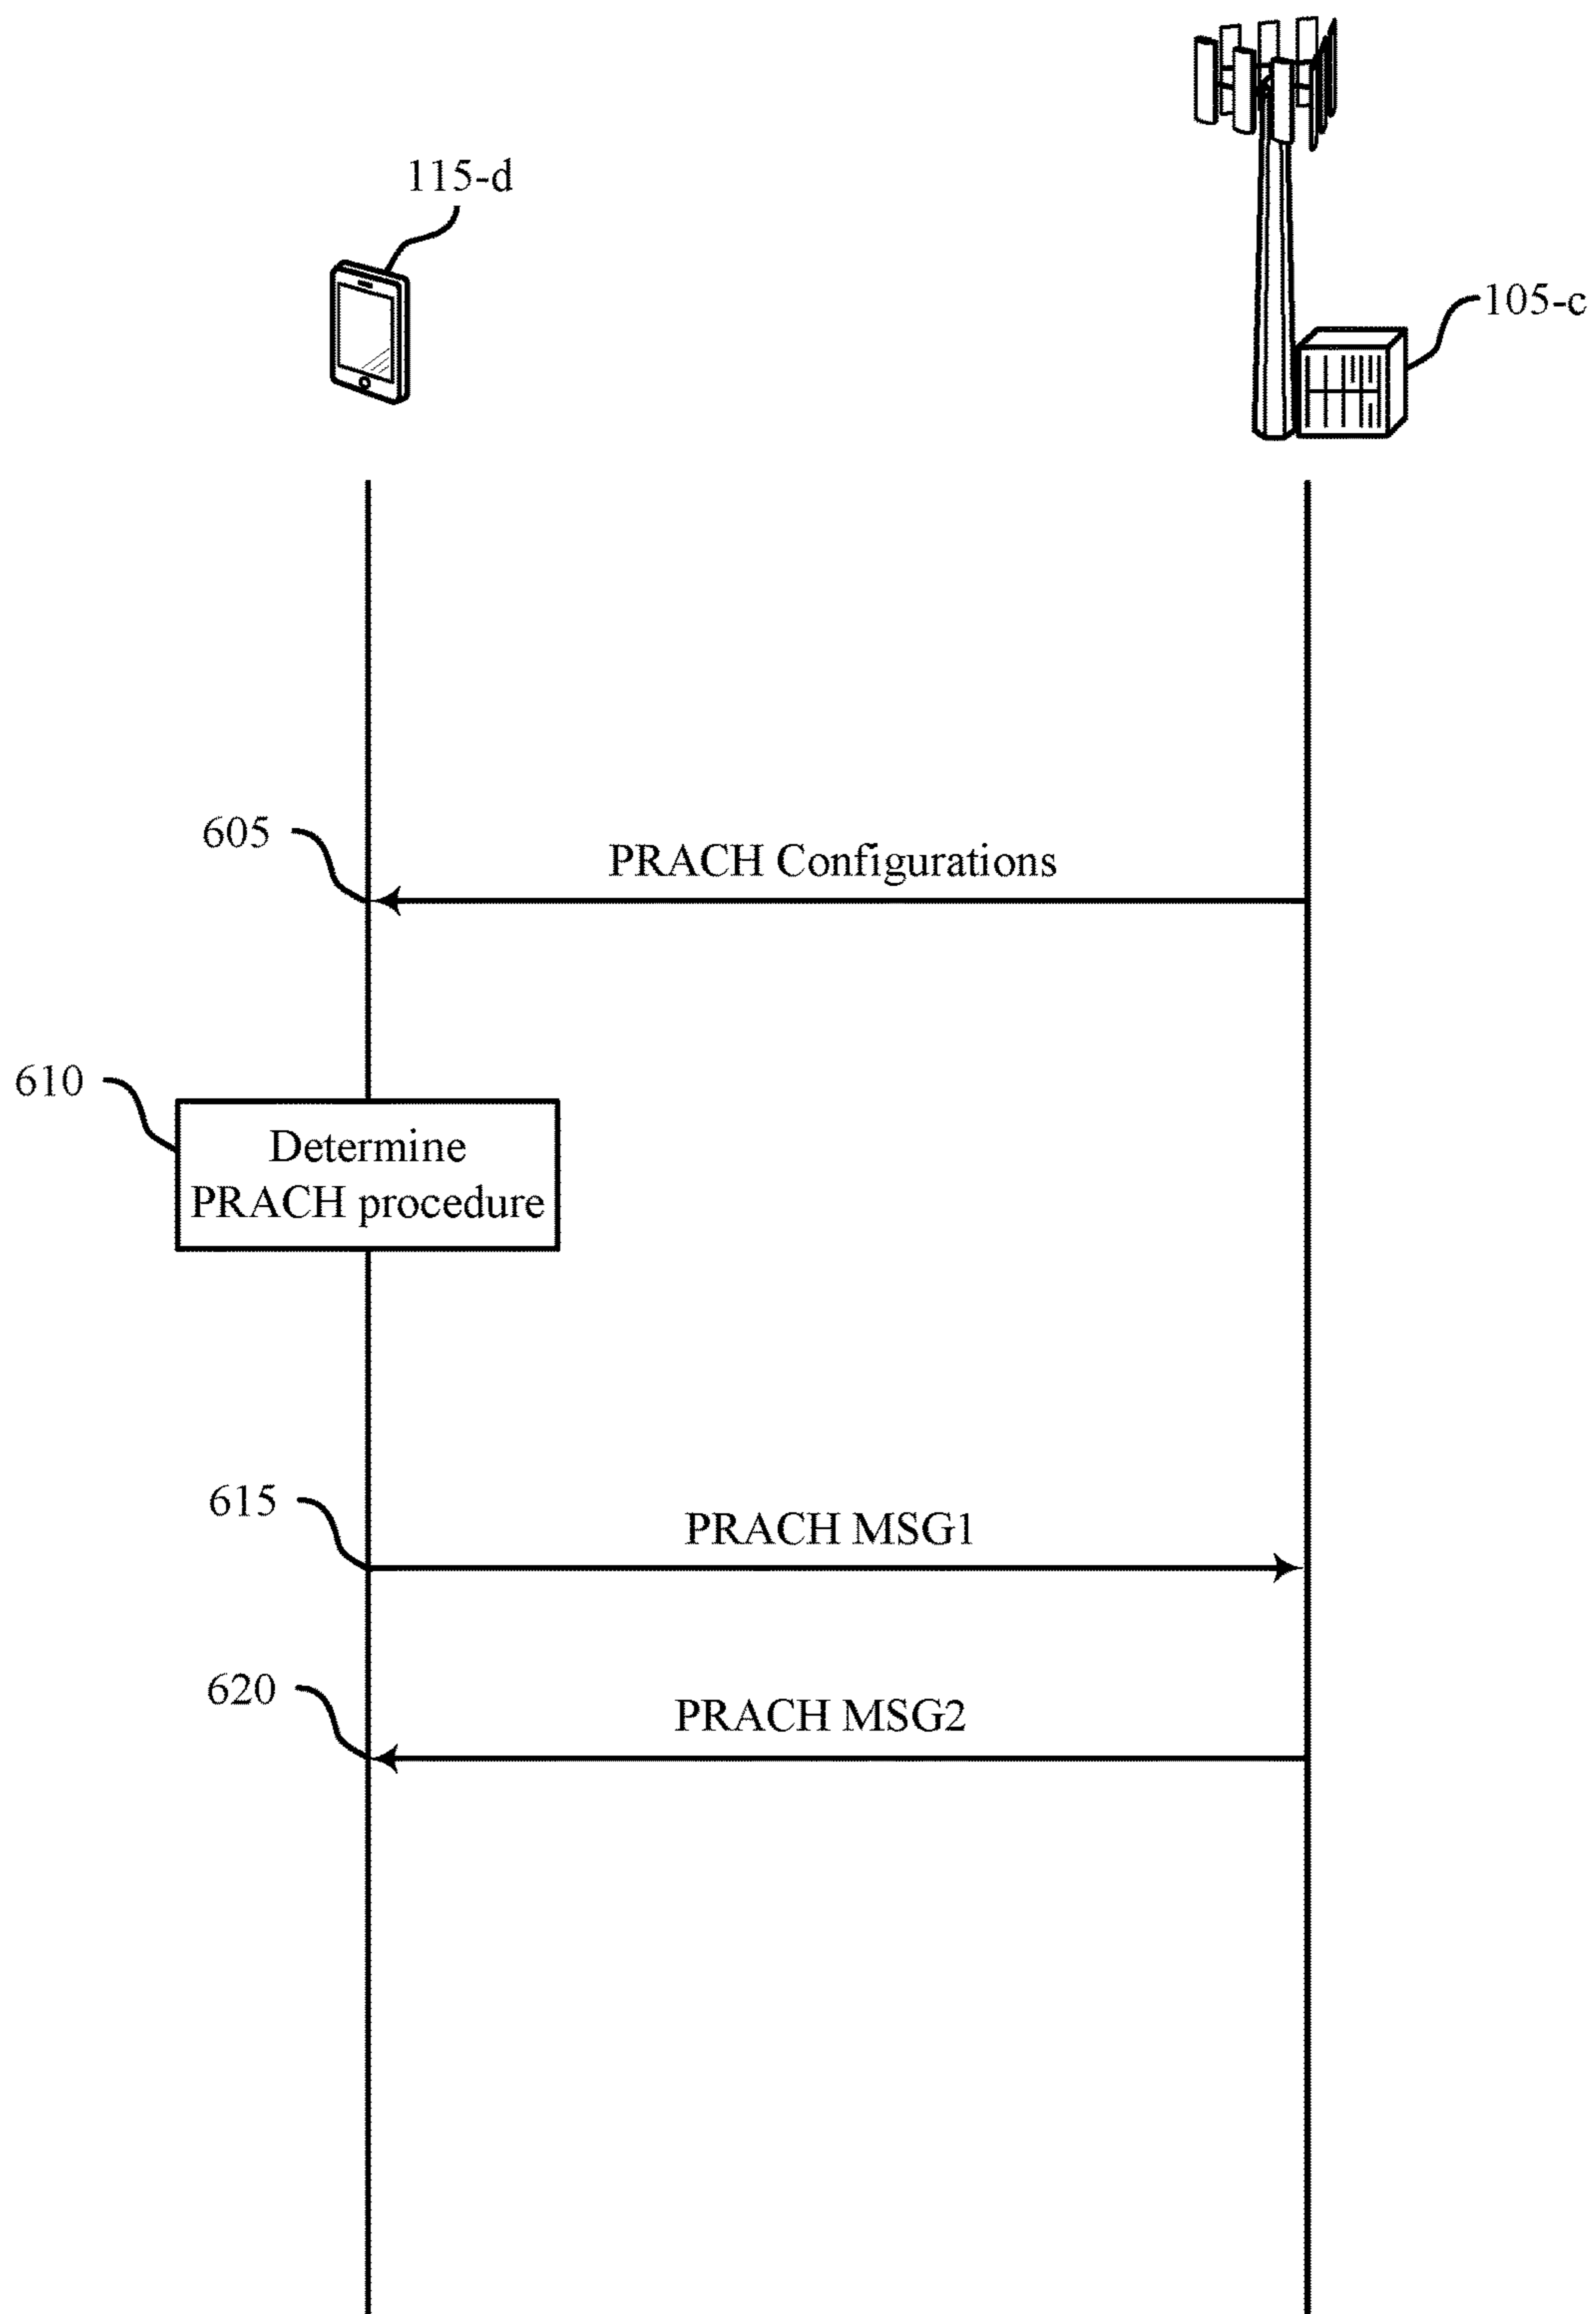 115-d
105-c
605
PRACH Configurations
610
Determine
PRACH procedure
615
PRACH MSG1
620
PRACH MSG2